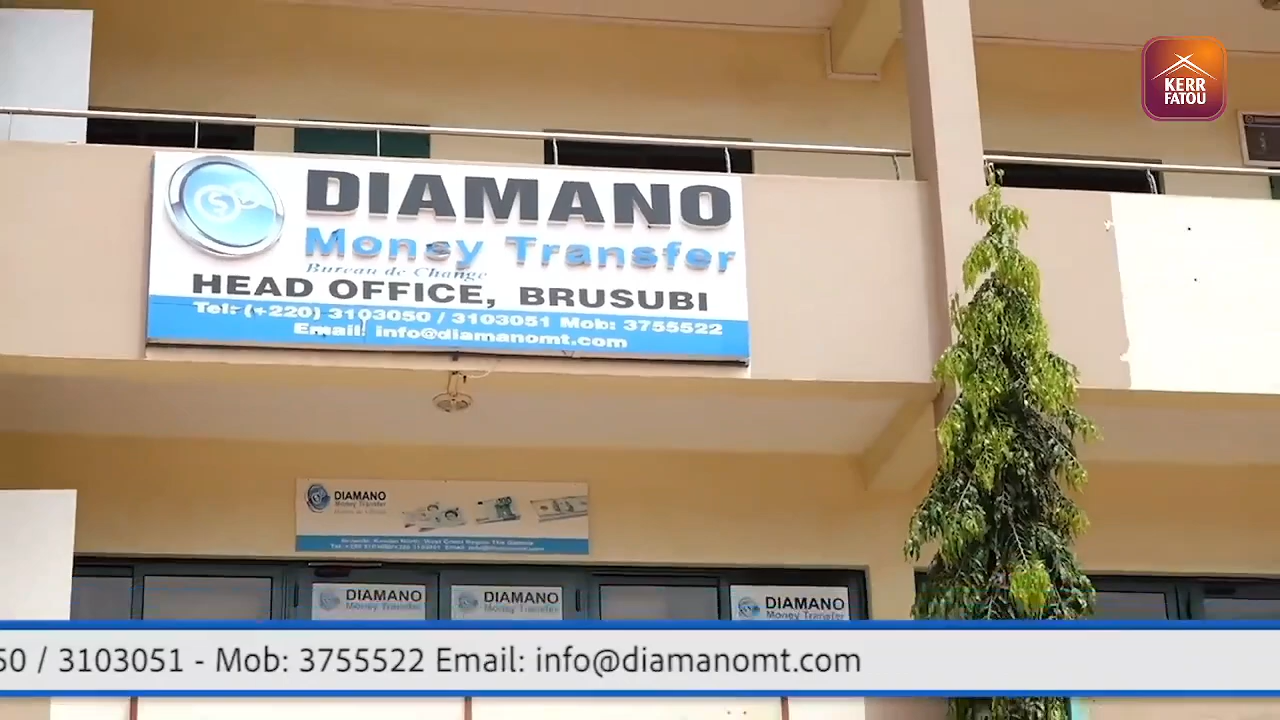 KERR
FATOU
DIAMANO
Money Transfer
Bureau de Change
HEAD OFFICE, BRUSUBI
Tel: (+220) 3103050 / 3103051 Mob: 3755522
Email: info@diamanomt.com
DIAMANO
Money Transfer
DIAMANO
Money Transfer
DIAMANO
Money Transfer
DIAMANO
Money Transfer
50 / 3103051 - Mob: 3755522 Email: info@diamanomt.com